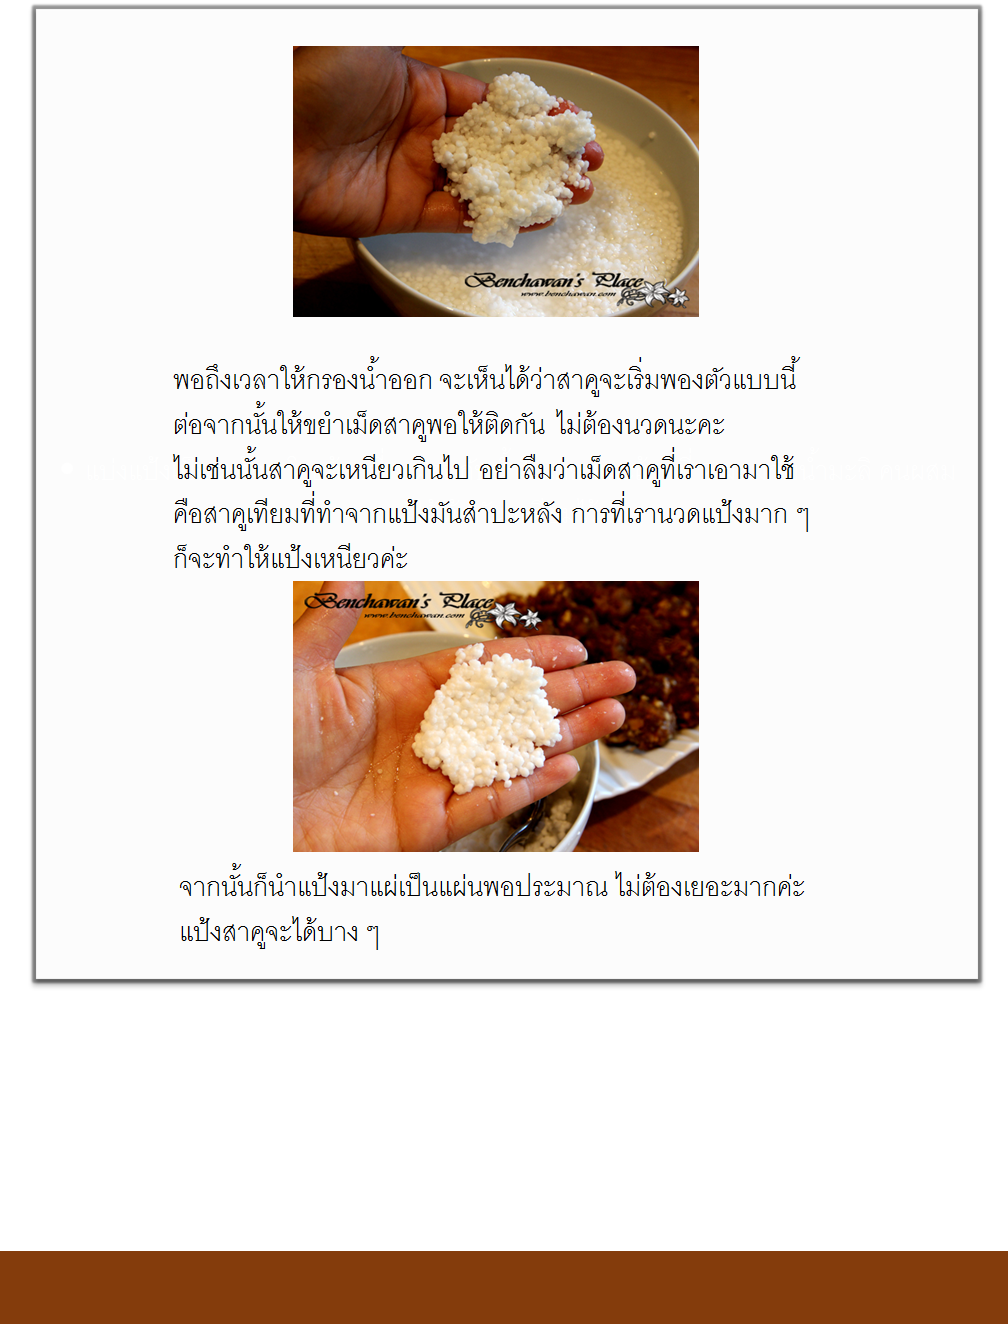 Benchawan's Place
www.benchawan.com
พอถึงเวลาให้กรองน้ำออก จะเห็นได้ว่าสาคูจะเริ่มพองตัวแบบนี้
ต่อจากนั้นให้ขยำเม็ดสาคูพอให้ติดกัน ไม่ต้องนวดนะคะ
ไม่เช่นนั้นสาคูจะเหนียวเกินไป อย่าลืมว่าเม็ดสาคูที่เราเอามาใช้
คือสาคูเทียมที่ทำจากแป้งมันสำปะหลัง การที่เรานวดแป้งมาก ๆ
ก็จะทำให้แป้งเหนียวค่ะ
Benchawan's Place
www.benchawan.com
จากนั้นก็นำแป้งมาแผ่เป็นแผ่นพอประมาณ ไม่ต้องเยอะมากค่ะ
แป้งสาคูจะได้บาง ๆ